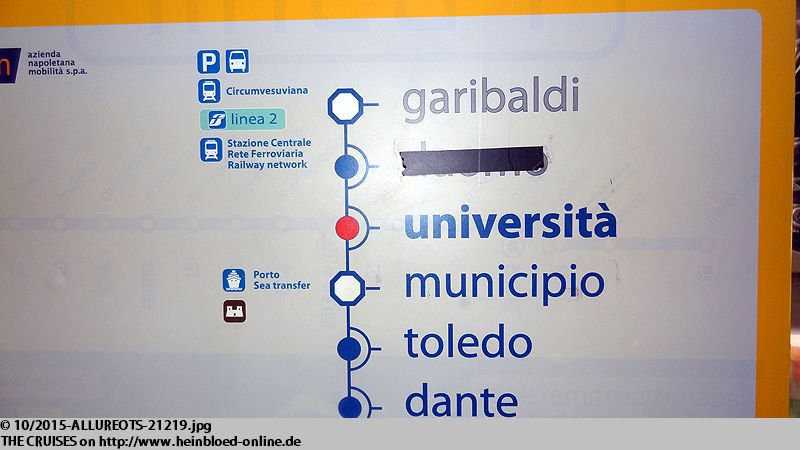 m
azienda
napoletana
mobilità s.p.a.
P
Circumvesuviana
linea 2
Stazione Centrale
Rete Ferroviaria
Railway network
garibaldi
università
Porto
Sea transfer
municipio
toledo
dante
© 10/2015-ALLUREOTS-21219.jpg
THE CRUISES on http://www.heinbloed-online.de